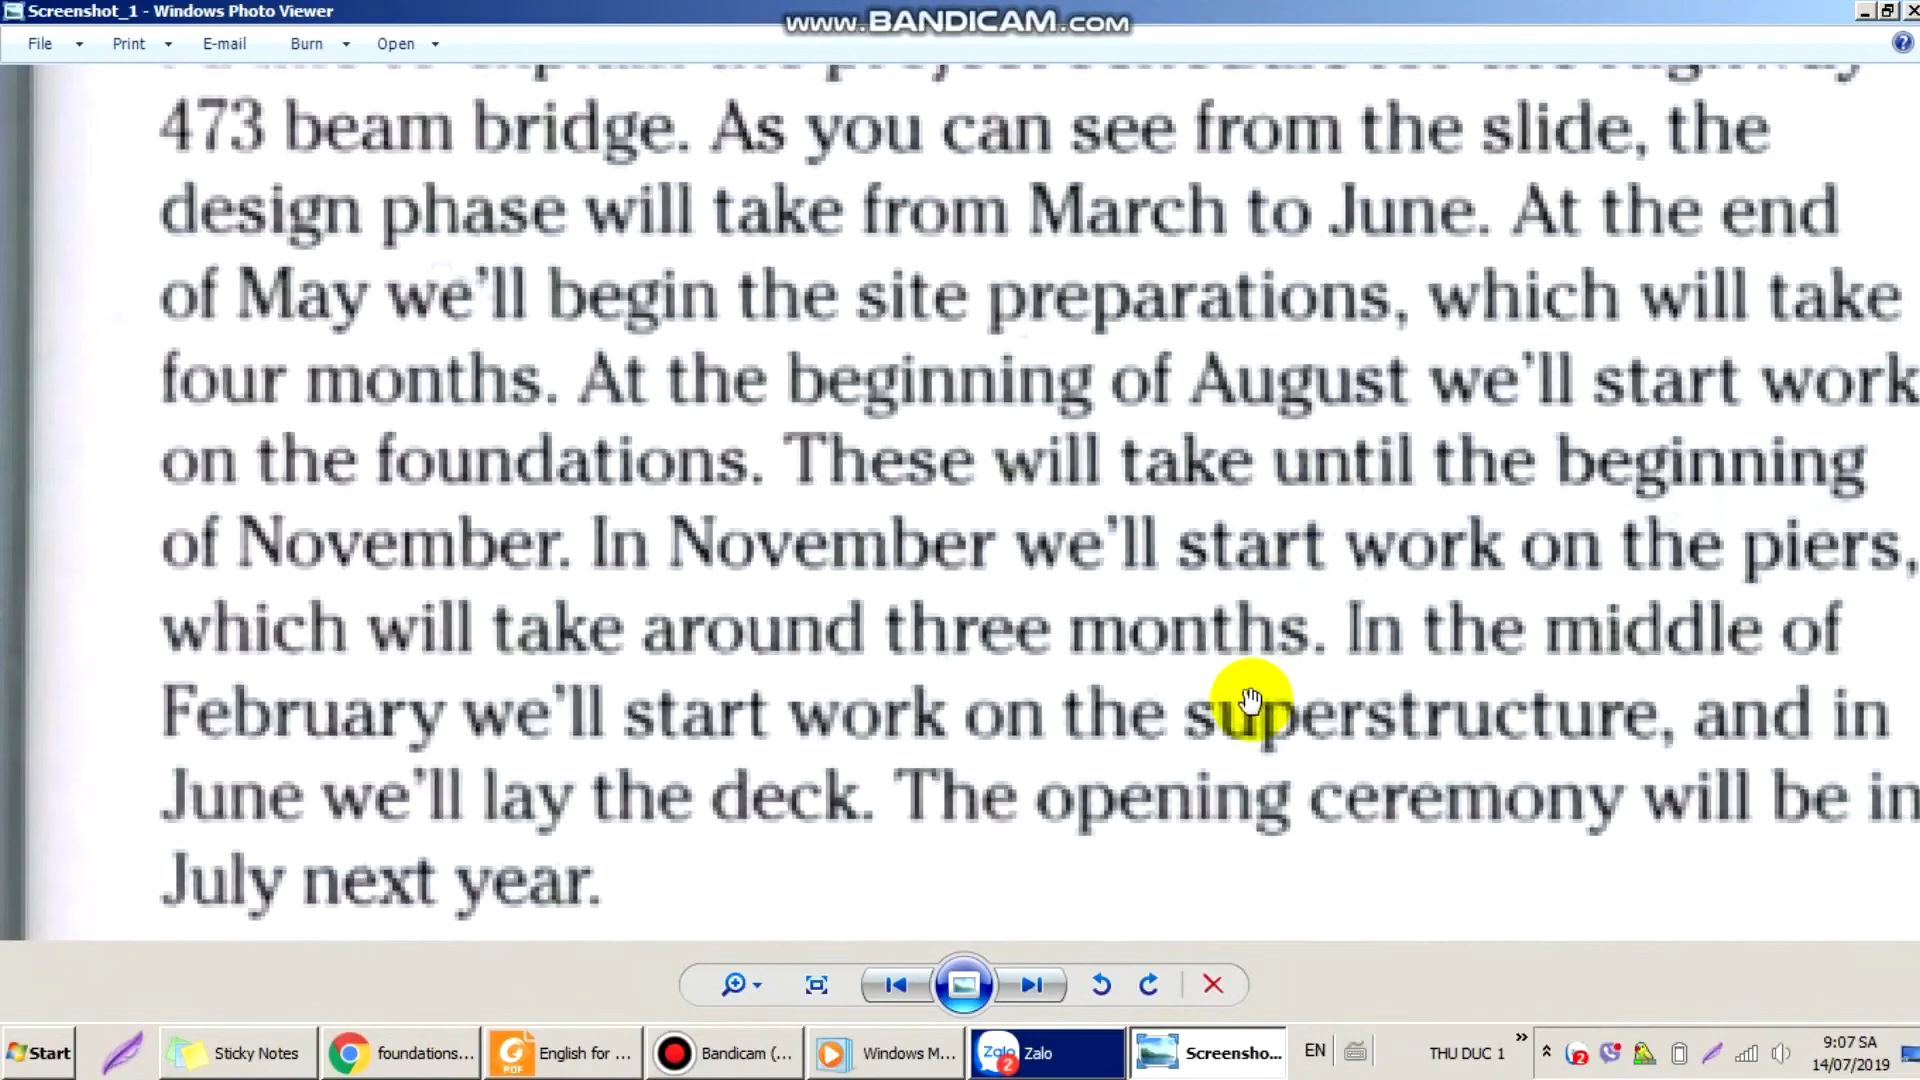 Screenshot_1 - Windows Photo Viewer
www.BANDICAM.com
File Print E-mail Burn Open
473 beam bridge. As you can see from the slide, the
design phase will take from March to June. At the end
of May we'll begin the site preparations, which will take
four months. At the beginning of August we'll start work
on the foundations. These will take until the beginning
of November. In November we'll start work on the piers,
which will take around three months. In the middle of
February we'll start work on the superstructure, and in
June we'll lay the deck. The opening ceremony will be in
July next year.
Start Sticky Notes foundations... English for ... Bandicam (... Windows M... Zalo Screensho... EN THU DUC 1 » 9:07 SA
14/07/2019